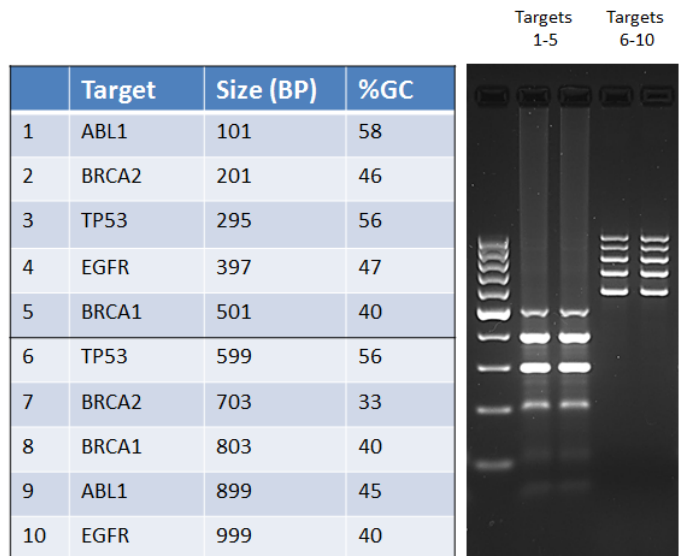 Targets Targets
1-5 6-10
Target Size (BP) %GC
1 ABL1 101 58
2 BRCA2 201 46
3 TP53 295 56
4 EGFR 397 47
5 BRCA1 501 40
6 TP53 599 56
7 BRCA2 703 33
8 BRCA1 803 40
9 ABL1 899 45
10 EGFR 999 40